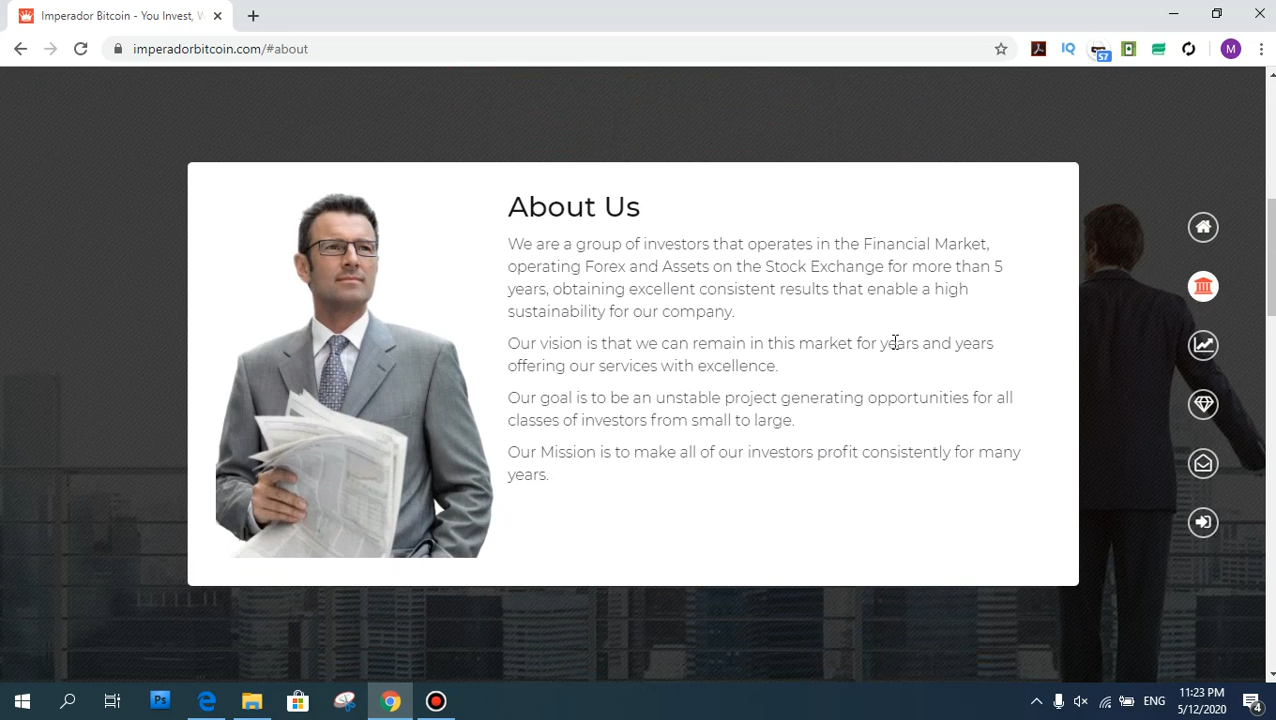 Imperador Bitcoin - You Invest, W
imperadorbitcoin.com/#about
IQ
57
M
About Us
We are a group of investors that operates in the Financial Market,
operating Forex and Assets on the Stock Exchange for more than 5
years, obtaining excellent consistent results that enable a high
sustainability for our company.
Our vision is that we can remain in this market for years and years
offering our services with excellence.
Our goal is to be an unstable project generating opportunities for all
classes of investors from small to large.
Our Mission is to make all of our investors profit consistently for many
years.
Ps
ENG
11:23 PM
5/12/2020
4